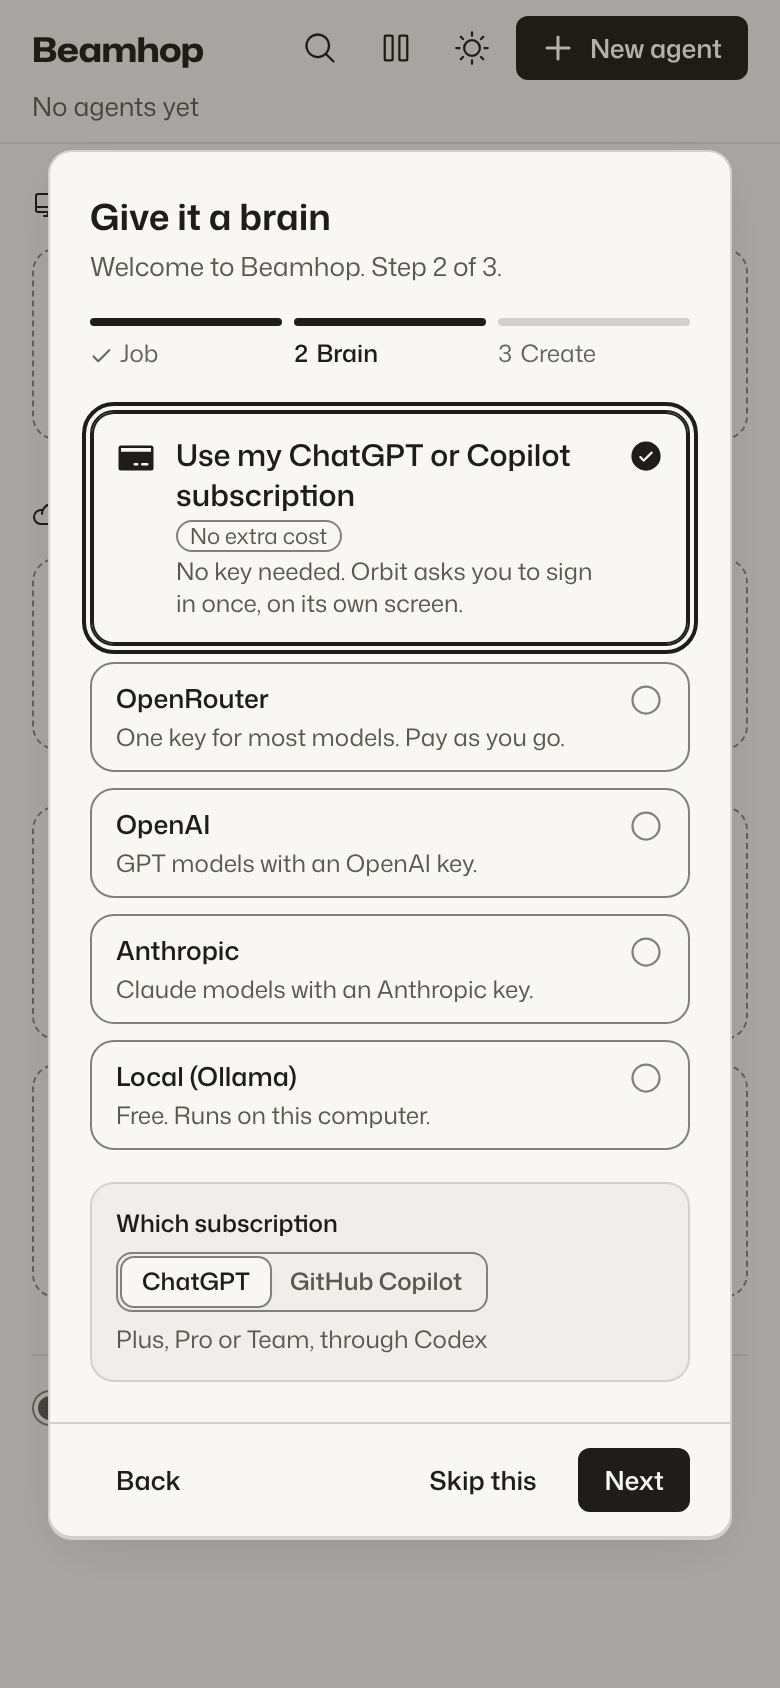 Beamhop
New agent
No agents yet
Give it a brain
Welcome to Beamhop. Step 2 of 3.
Job
2 Brain
3 Create
Use my ChatGPT or Copilot
subscription
No extra cost
No key needed. Orbit asks you to sign
in once, on its own screen.
OpenRouter
One key for most models. Pay as you go.
OpenAI
GPT models with an OpenAI key.
Anthropic
Claude models with an Anthropic key.
Local (Ollama)
Free. Runs on this computer.
Which subscription
ChatGPT
GitHub Copilot
Plus, Pro or Team, through Codex
Back
Skip this
Next